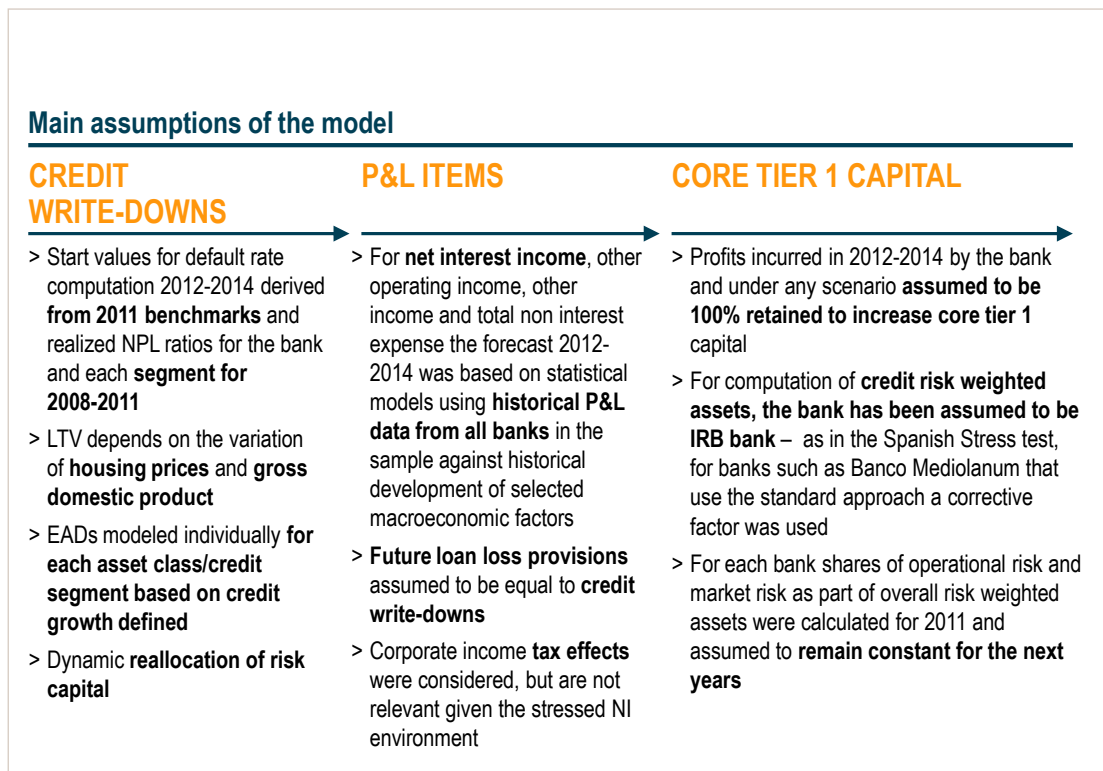 Main assumptions of the model
CREDIT
WRITE-DOWNS
> Start values for default rate
computation 2012-2014 derived
from 2011 benchmarks and
realized NPL ratios for the bank
and each segment for
2008-2011
> LTV depends on the variation
of housing prices and gross
domestic product
> EADs modeled individually for
each asset class/credit
segment based on credit
growth defined
> Dynamic reallocation of risk
capital
P&L ITEMS
> For net interest income, other
operating income, other
income and total non interest
expense the forecast 2012-
2014 was based on statistical
models using historical P&L
data from all banks in the
sample against historical
development of selected
macroeconomic factors
> Future loan loss provisions
assumed to be equal to credit
write-downs
> Corporate income tax effects
were considered, but are not
relevant given the stressed NI
environment
CORE TIER 1 CAPITAL
> Profits incurred in 2012-2014 by the bank
and under any scenario assumed to be
100% retained to increase core tier 1
capital
> For computation of credit risk weighted
assets, the bank has been assumed to be
IRB bank – as in the Spanish Stress test,
for banks such as Banco Mediolanum that
use the standard approach a corrective
factor was used
> For each bank shares of operational risk and
market risk as part of overall risk weighted
assets were calculated for 2011 and
assumed to remain constant for the next
years